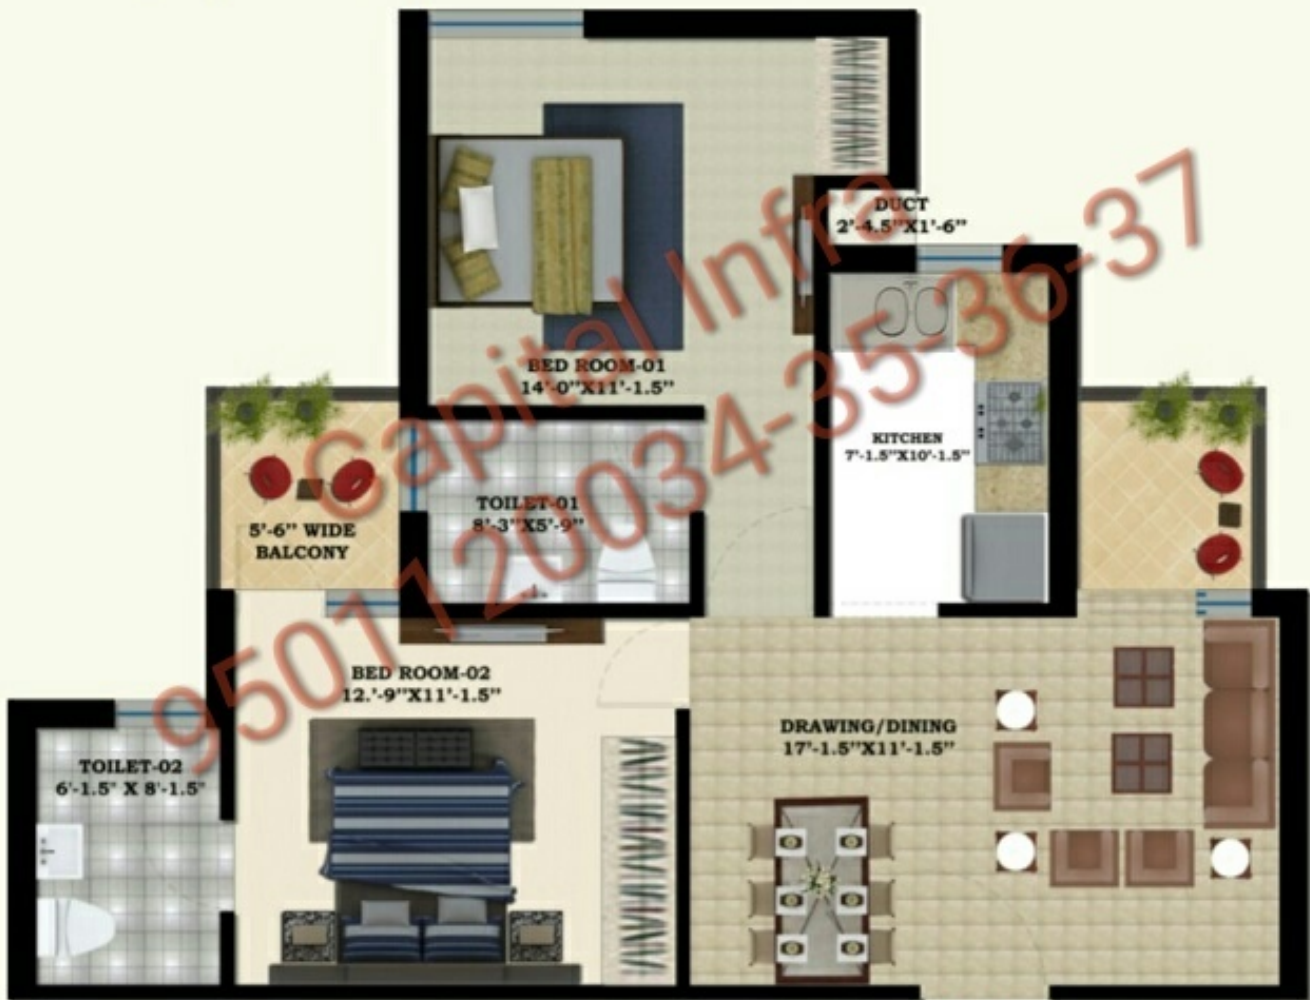 DUCT
2'-4.5"X1'-6"
BED ROOM-01
14'-0"X11'-1.5"
KITCHEN
7'-1.5"X10'-1.5"
TOILET-01
8'-3"X5'-9"
5'-6" WIDE
BALCONY
BED ROOM-02
12.'-9"X11'-1.5"
DRAWING/DINING
17'-1.5"X11'-1.5"
TOILET-02
6'-1.5" X 8'-1.5"
Capital Infra
9501120034-35-36-37